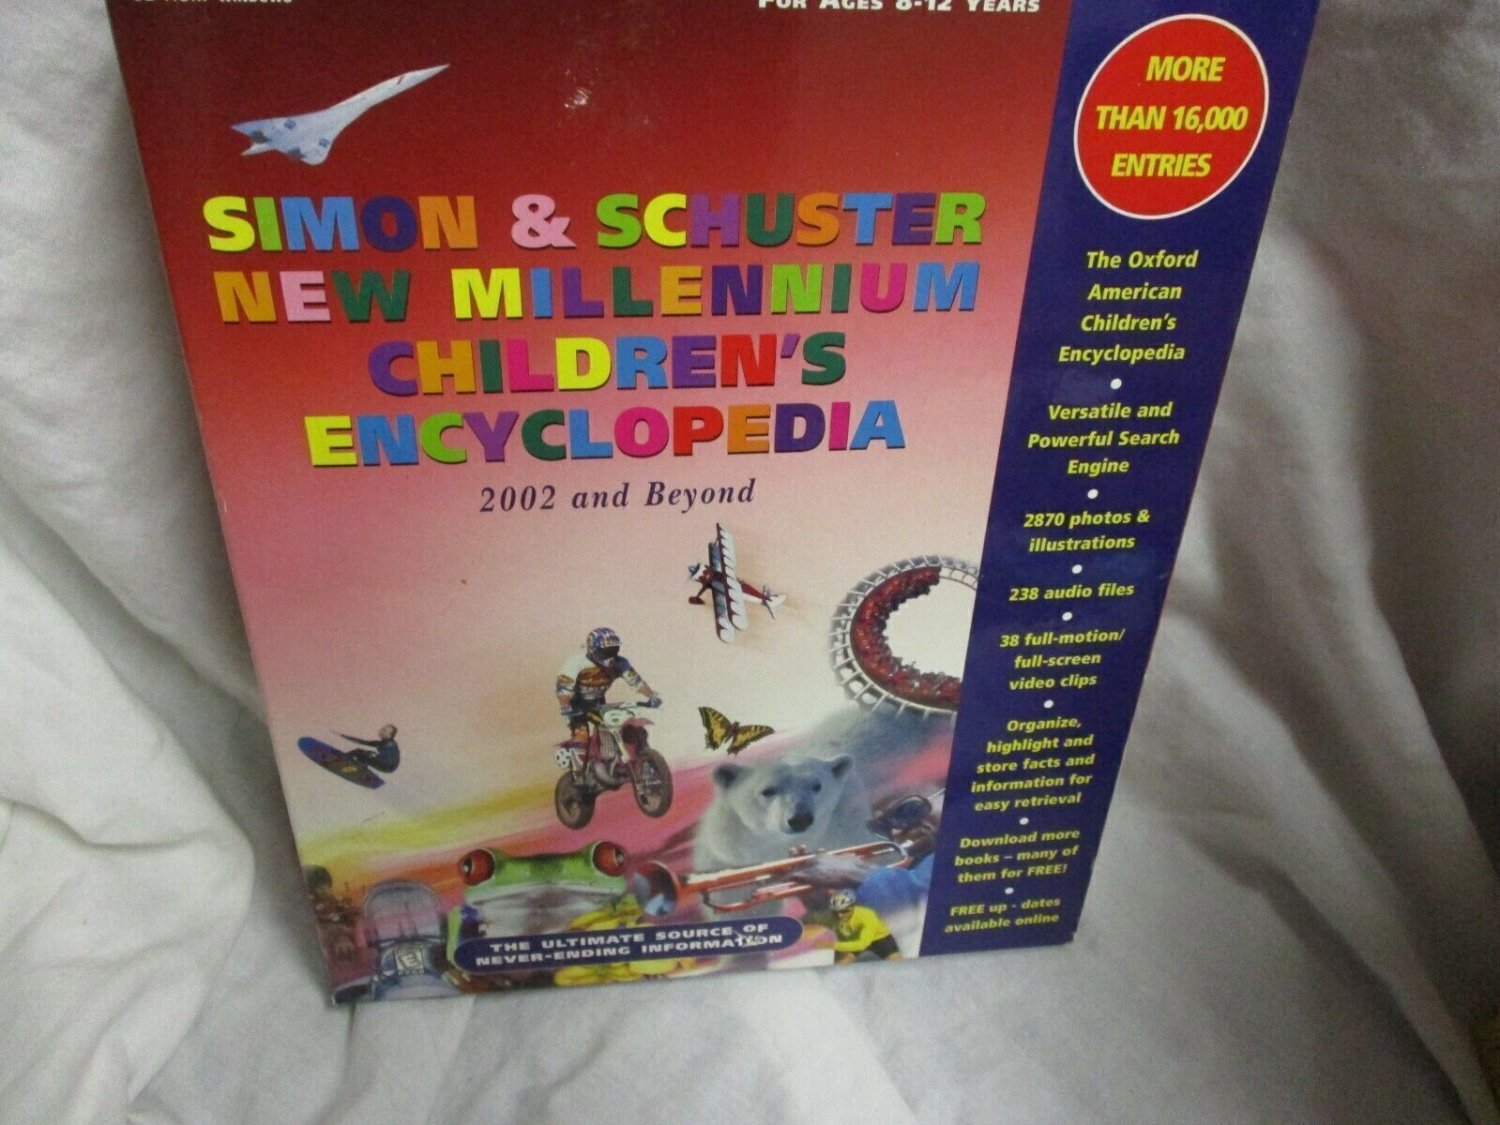 FOR AGES 8-12 YEARS
SIMON & SCHUSTER
NEW MILLENNIUM
CHILDREN'S
ENCYCLOPEDIA
2002 and Beyond
THE ULTIMATE SOURCE OF
NEVER-ENDING INFORMATION
E
MORE
THAN 16,000
ENTRIES
The Oxford
American
Children's
Encyclopedia
•
Versatile and
Powerful Search
Engine
•
2870 photos &
illustrations
•
238 audio files
•
38 full-motion/
full-screen
video clips
•
Organize,
highlight and
store facts and
information for
easy retrieval
•
Download more
books – many of
them for FREE!
•
FREE up - dates
available online